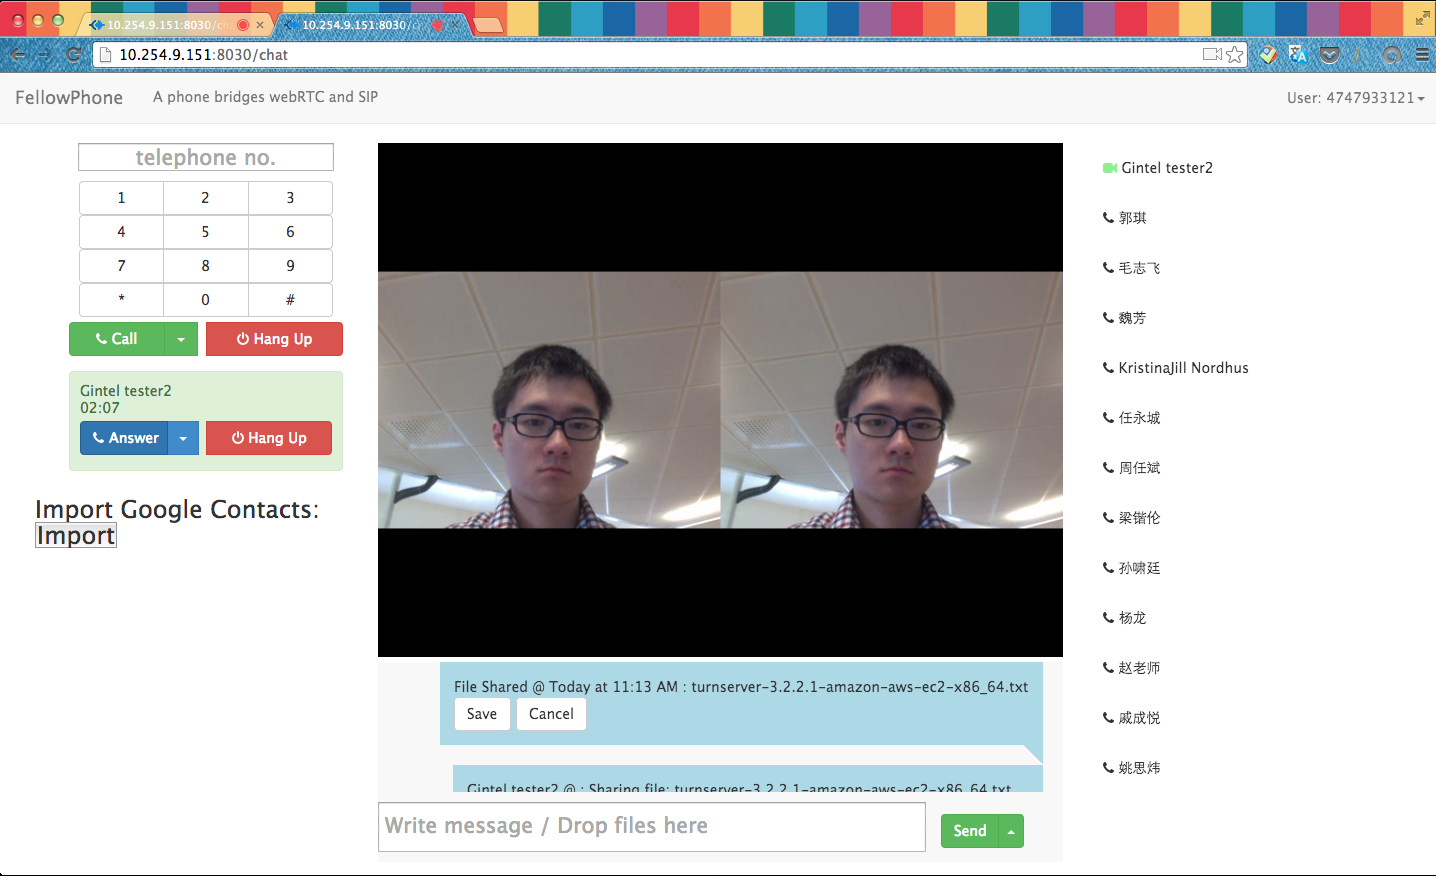 10.254.9.151:8030/ch
10.254.9.151:8030/c
10.254.9.151:8030/chat
FellowPhone
A phone bridges webRTC and SIP
User: 4747933121
telephone no.
1 2 3
4 5 6
7 8 9
* 0 #
Call
Hang Up
Gintel tester2
02:07
Answer
Hang Up
Import Google Contacts:
Import
File Shared @ Today at 11:13 AM : turnserver-3.2.2.1-amazon-aws-ec2-x86_64.txt
Save Cancel
Gintel tester2 @ : Sharing file: turnserver-3.2.2.1-amazon-aws-ec2-x86_64.txt
Write message / Drop files here
Send
Gintel tester2
郭琪
毛志飞
魏芳
KristinaJill Nordhus
任永城
周任斌
梁锴伦
孙啸廷
杨龙
赵老师
戚成悦
姚思炜